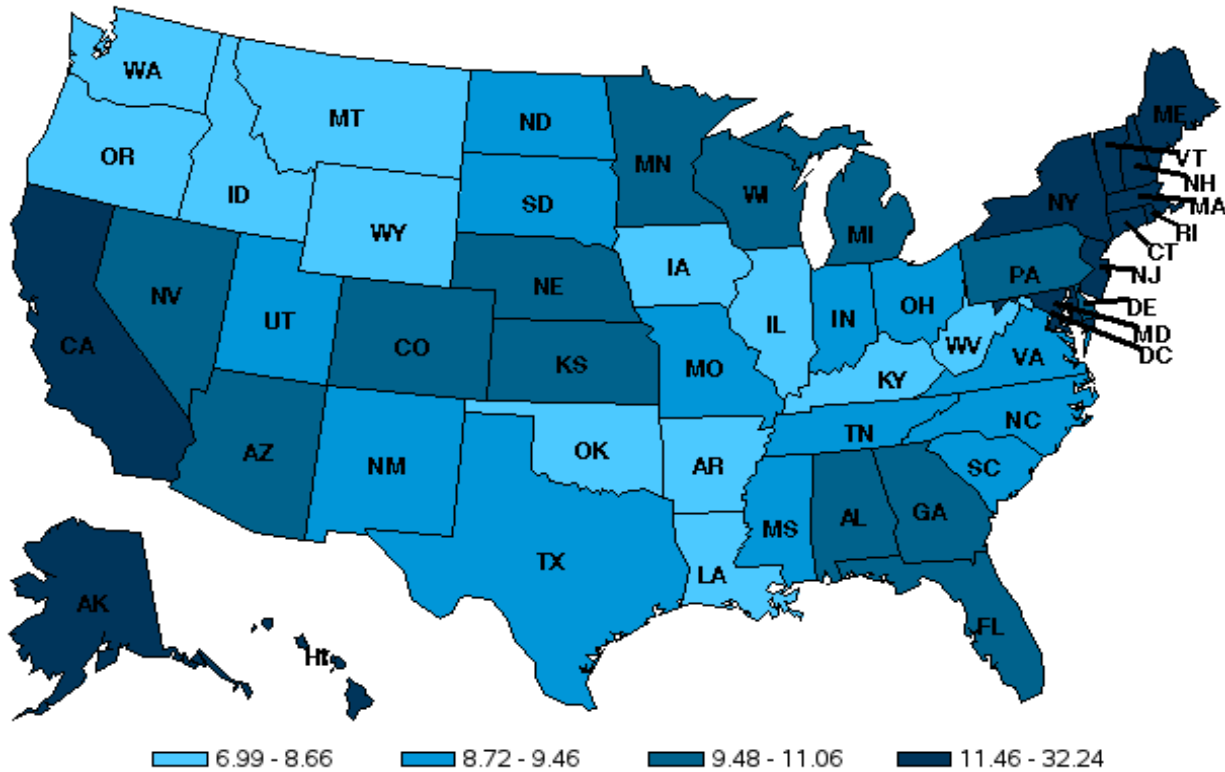 WA
MT
ND
MN
ME
OR
ID
SD
WI
VT
NH
WY
NY
MA
MI
RI
CT
IA
PA
NJ
NE
NV
IL
IN
OH
DE
UT
MD
CA
CO
WV
DC
KS
MO
VA
KY
NC
TN
AZ
OK
NM
AR
SC
MS
AL
GA
TX
LA
AK
FL
HI
6.99 - 8.66
8.72 - 9.46
9.48 - 11.06
11.46 - 32.24